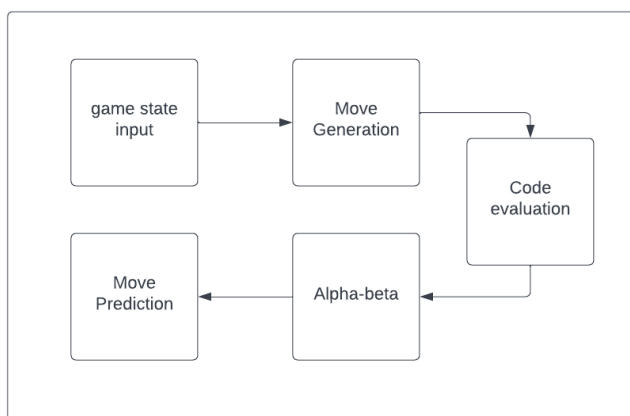 game state
input
Move
Generation
Code
evaluation
Alpha-beta
Move
Prediction